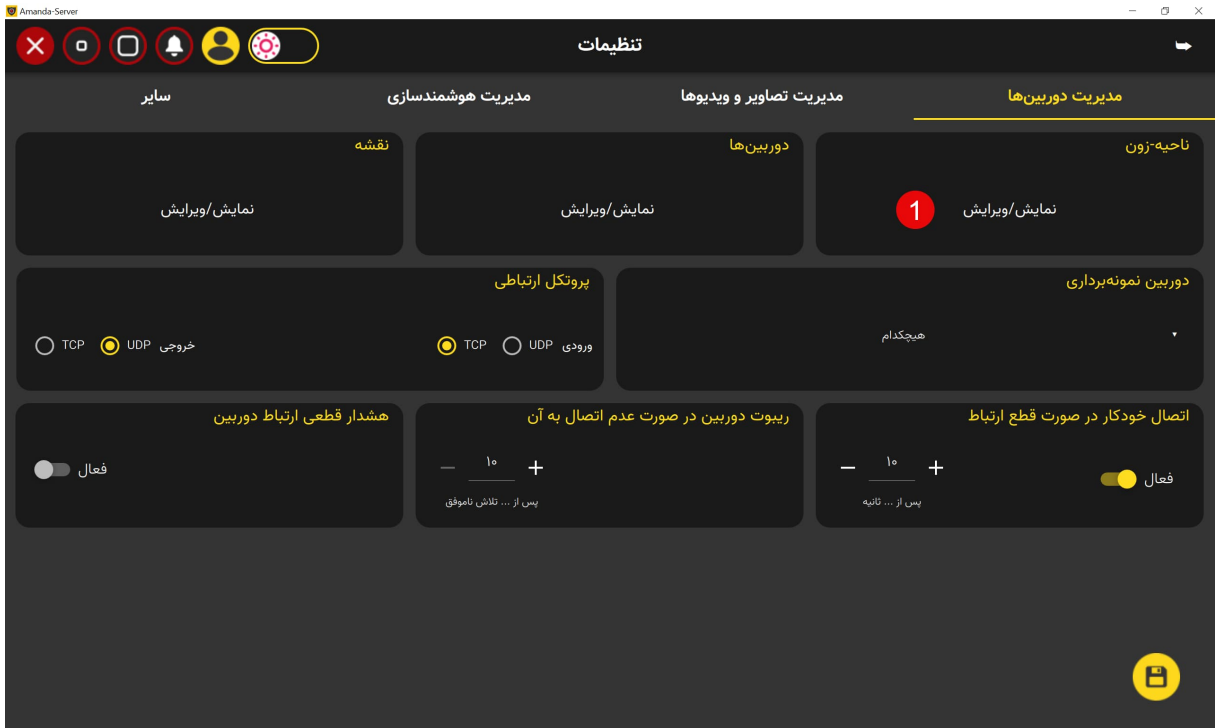 Amanda-Server
تنظیمات
مدیریت دوربین‌ها
مدیریت تصاویر و ویدیوها
مدیریت هوشمندسازی
سایر
ناحیه-زون
نمایش/ویرایش
1
دوربین‌ها
نمایش/ویرایش
نقشه
نمایش/ویرایش
دوربین نمونه‌برداری
هیچکدام
پروتکل ارتباطی
ورودی UDP TCP
خروجی UDP TCP
اتصال خودکار در صورت قطع ارتباط
فعال
+ ۱۰ −
پس از ... ثانیه
ریبوت دوربین در صورت عدم اتصال به آن
+ ۱۰ −
پس از ... تلاش ناموفق
هشدار قطعی ارتباط دوربین
فعال